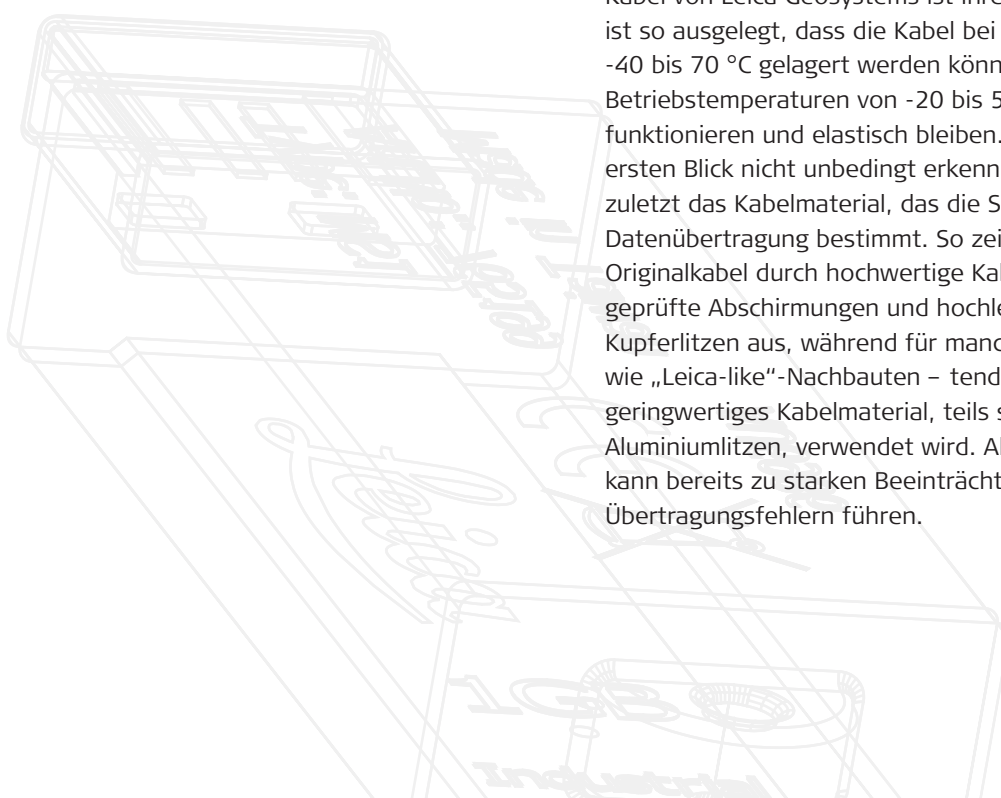 Kabel von Leica Geosystems ist ihre
ist so ausgelegt, dass die Kabel bei
-40 bis 70 °C gelagert werden könn
Betriebstemperaturen von -20 bis 5
funktionieren und elastisch bleiben.
ersten Blick nicht unbedingt erkenn
zuletzt das Kabelmaterial, das die S
Datenübertragung bestimmt. So zei
Originalkabel durch hochwertige Ka
geprüfte Abschirmungen und hochle
Kupferlitzen aus, während für manc
wie „Leica-like“-Nachbauten – tend
geringwertiges Kabelmaterial, teils s
Aluminiumlitzen, verwendet wird. A
kann bereits zu starken Beeinträcht
Übertragungsfehlern führen.
1GB
Industrial